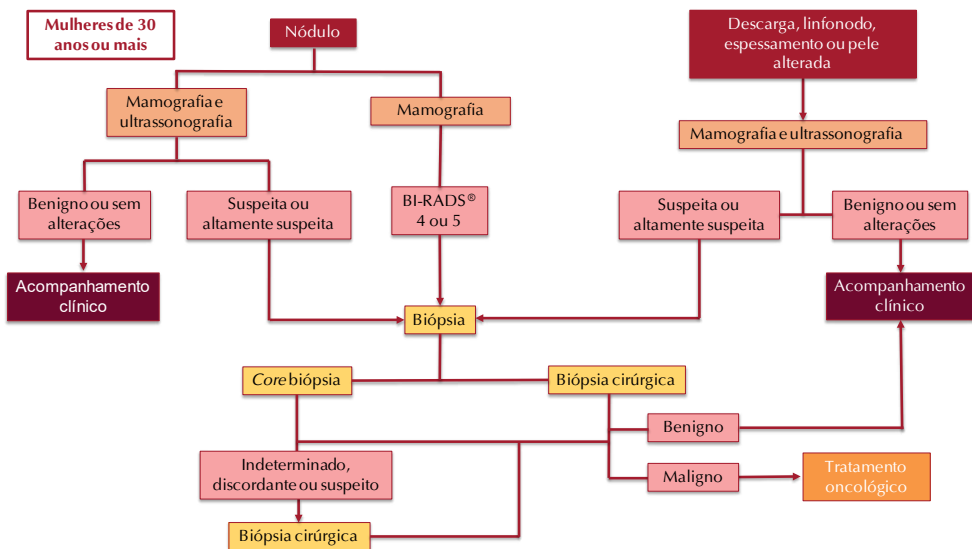 Mulheres de 30
anos ou mais
Nódulo
Descarga, linfonodo,
espessamento ou pele
alterada
Mamografia e
ultrassonografia
Mamografia
Mamografia e ultrassonografia
Benigno ou sem
alterações
Suspeita ou
altamente suspeita
BI-RADS®
4 ou 5
Suspeita ou
altamente suspeita
Benigno ou sem
alterações
Acompanhamento
clínico
Acompanhamento
clínico
Biópsia
Core biópsia
Biópsia cirúrgica
Benigno
Indeterminado,
discordante ou suspeito
Maligno
Tratamento
oncológico
Biópsia cirúrgica